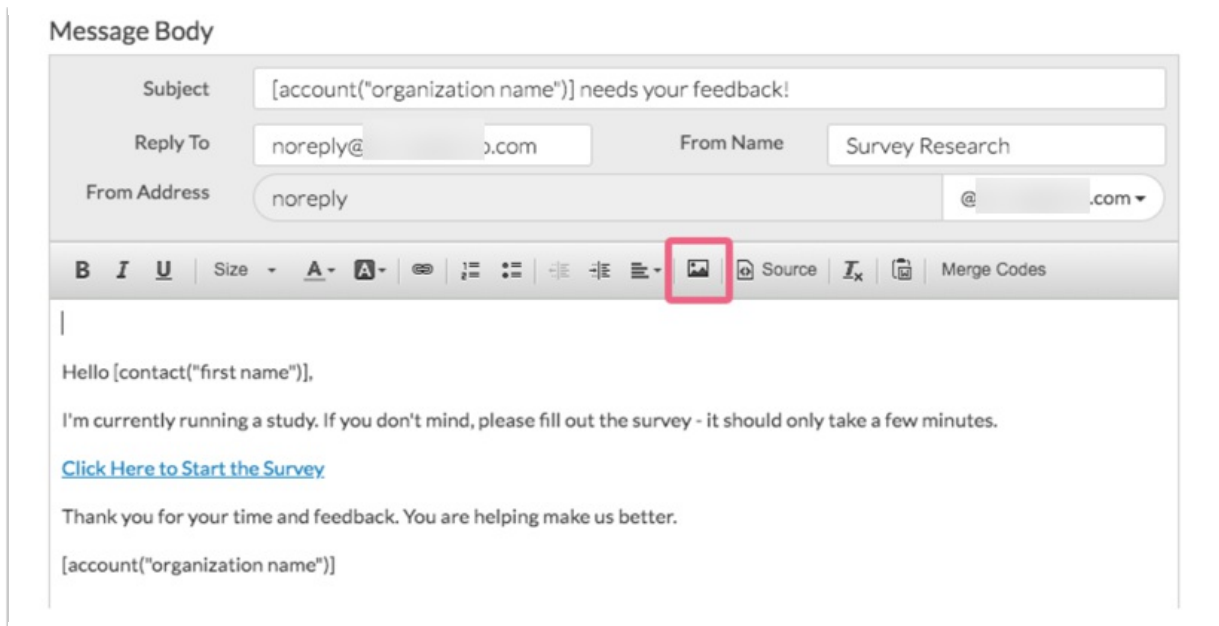 Message Body
Subject [account("organization name")] needs your feedback!
Reply To noreply@ .com From Name Survey Research
From Address noreply @ .com
B I U Size A A Source Tx Merge Codes
Hello [contact("first name")],
I'm currently running a study. If you don't mind, please fill out the survey - it should only take a few minutes.
Click Here to Start the Survey
Thank you for your time and feedback. You are helping make us better.
[account("organization name")]